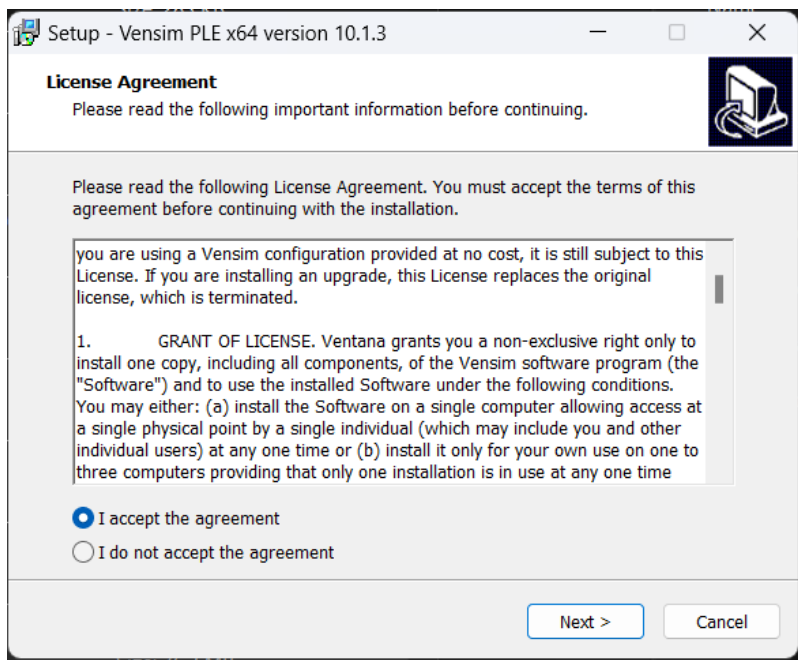 Setup - Vensim PLE x64 version 10.1.3
License Agreement
Please read the following important information before continuing.
Please read the following License Agreement. You must accept the terms of this
agreement before continuing with the installation.
you are using a Vensim configuration provided at no cost, it is still subject to this
License. If you are installing an upgrade, this License replaces the original
license, which is terminated.
1. GRANT OF LICENSE. Ventana grants you a non-exclusive right only to
install one copy, including all components, of the Vensim software program (the
"Software") and to use the installed Software under the following conditions.
You may either: (a) install the Software on a single computer allowing access at
a single physical point by a single individual (which may include you and other
individual users) at any one time or (b) install it only for your own use on one to
three computers providing that only one installation is in use at any one time
I accept the agreement
I do not accept the agreement
Next >
Cancel